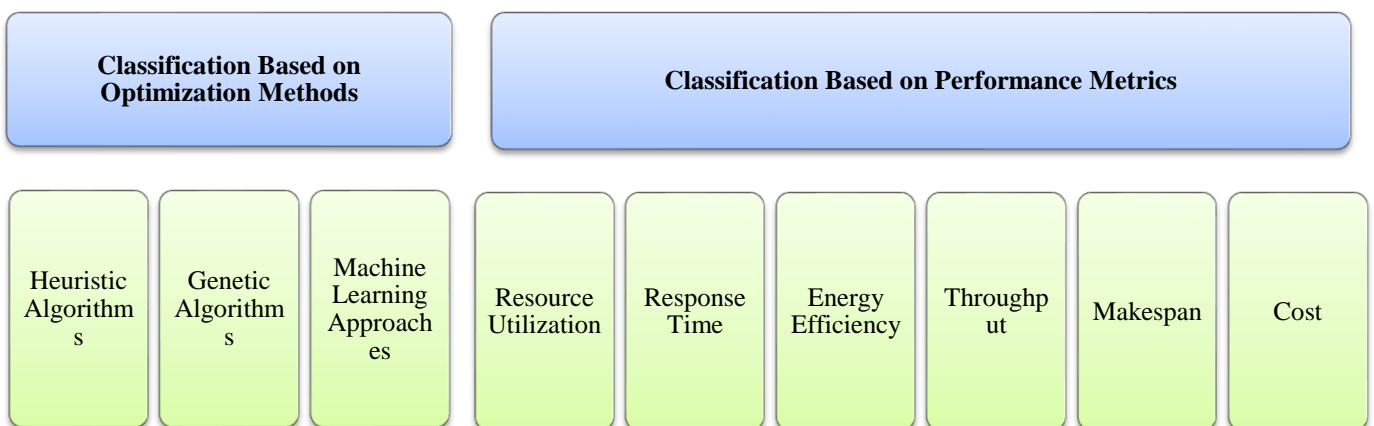 Classification Based on
Optimization Methods
Classification Based on Performance Metrics
Heuristic
Algorithm
s
Genetic
Algorithm
s
Machine
Learning
Approach
es
Resource
Utilization
Response
Time
Energy
Efficiency
Throughp
ut
Makespan
Cost